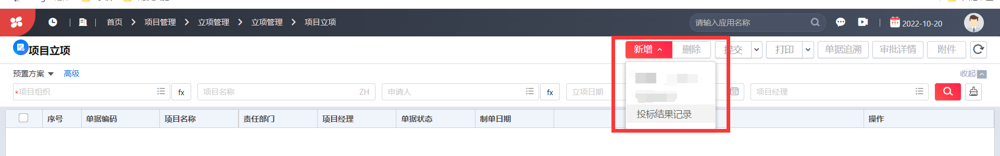 首页 项目管理 立项管理 立项管理 项目立项 请输入应用名称 2022-10-20
项目立项 新增 删除 提交 打印 单据追溯 审批详情 附件
预置方案 高级 收起
*项目组织 fx 项目名称 ZH 申请人 fx 立项日期 项目经理
投标结果记录
序号 单据编码 项目名称 责任部门 项目经理 单据状态 制单日期 操作